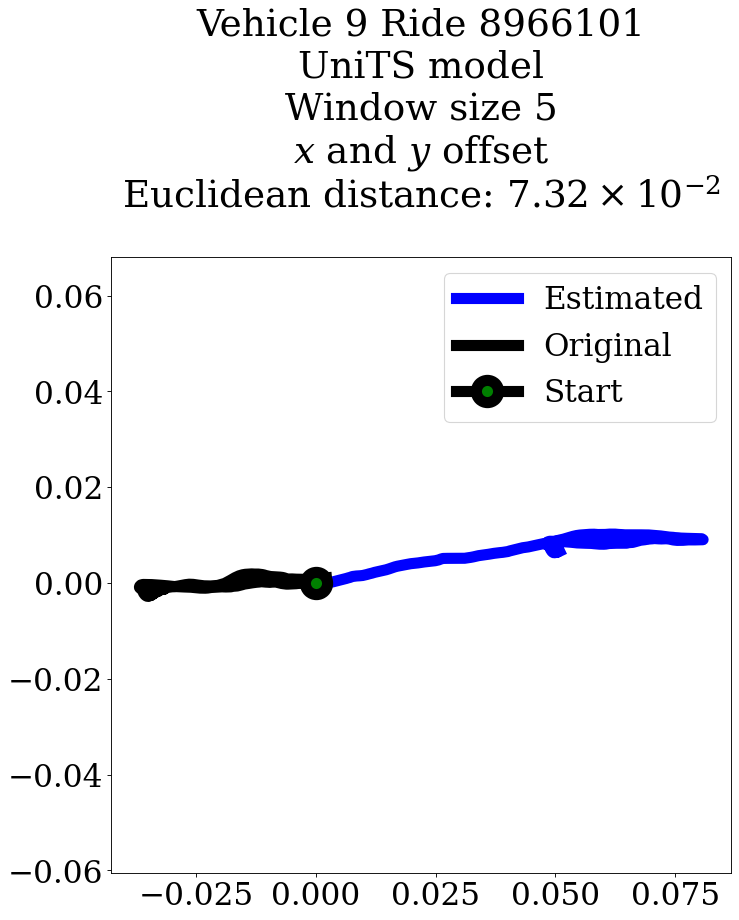 Vehicle 9 Ride 8966101
UniTS model
Window size 5
x and y offset
Euclidean distance: 7.32 × 10⁻²
Estimated
Original
Start
0.06
0.04
0.02
0.00
−0.02
−0.04
−0.06
−0.025 0.000 0.025 0.050 0.075